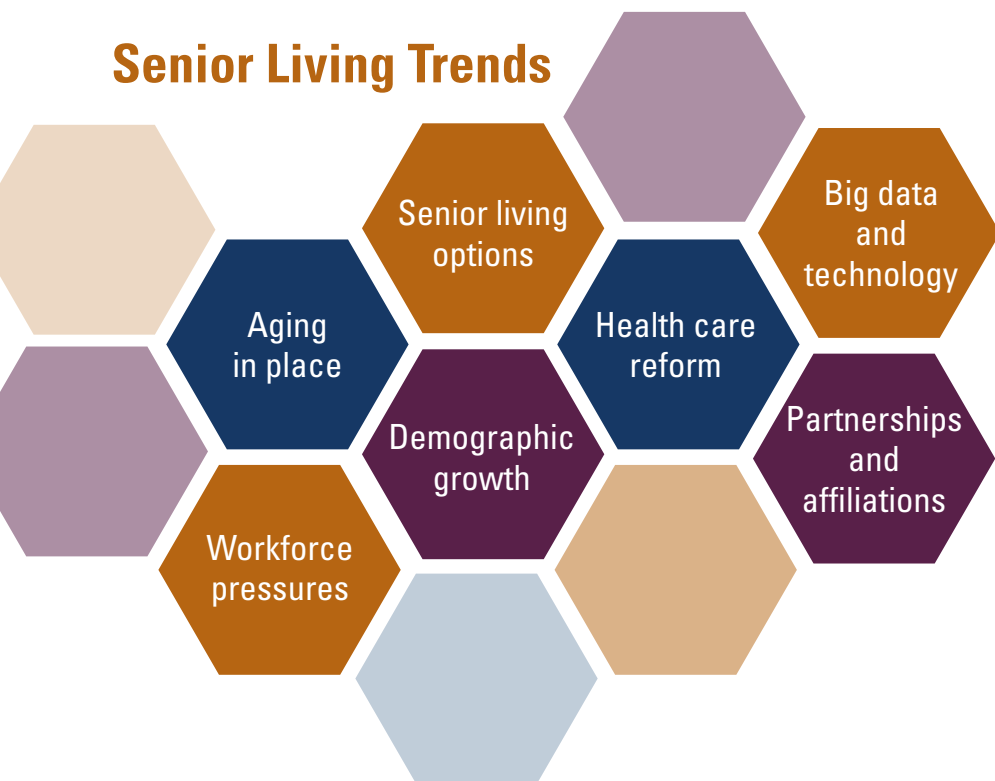 Senior Living Trends
Senior living
options
Big data
and
technology
Aging
in place
Health care
reform
Demographic
growth
Partnerships
and
affiliations
Workforce
pressures